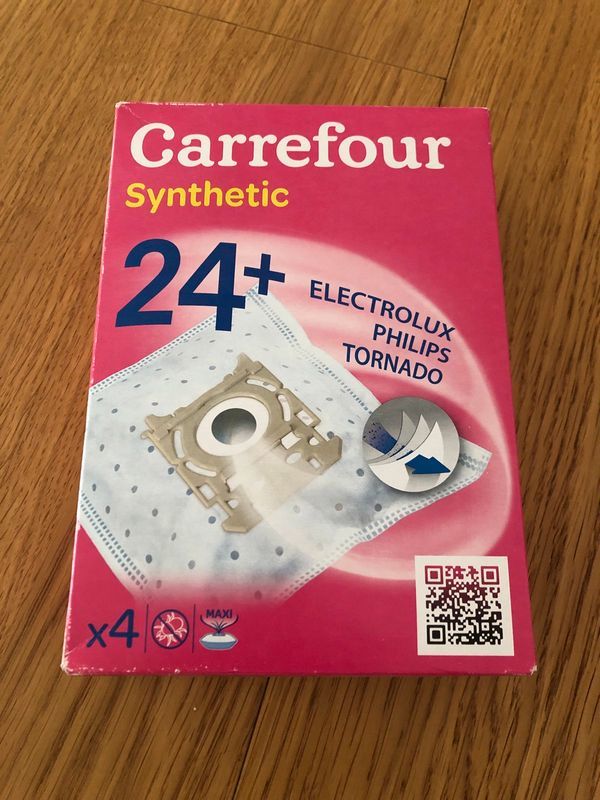 Carrefour
Synthetic
24+
ELECTROLUX
PHILIPS
TORNADO
x4
MAXI